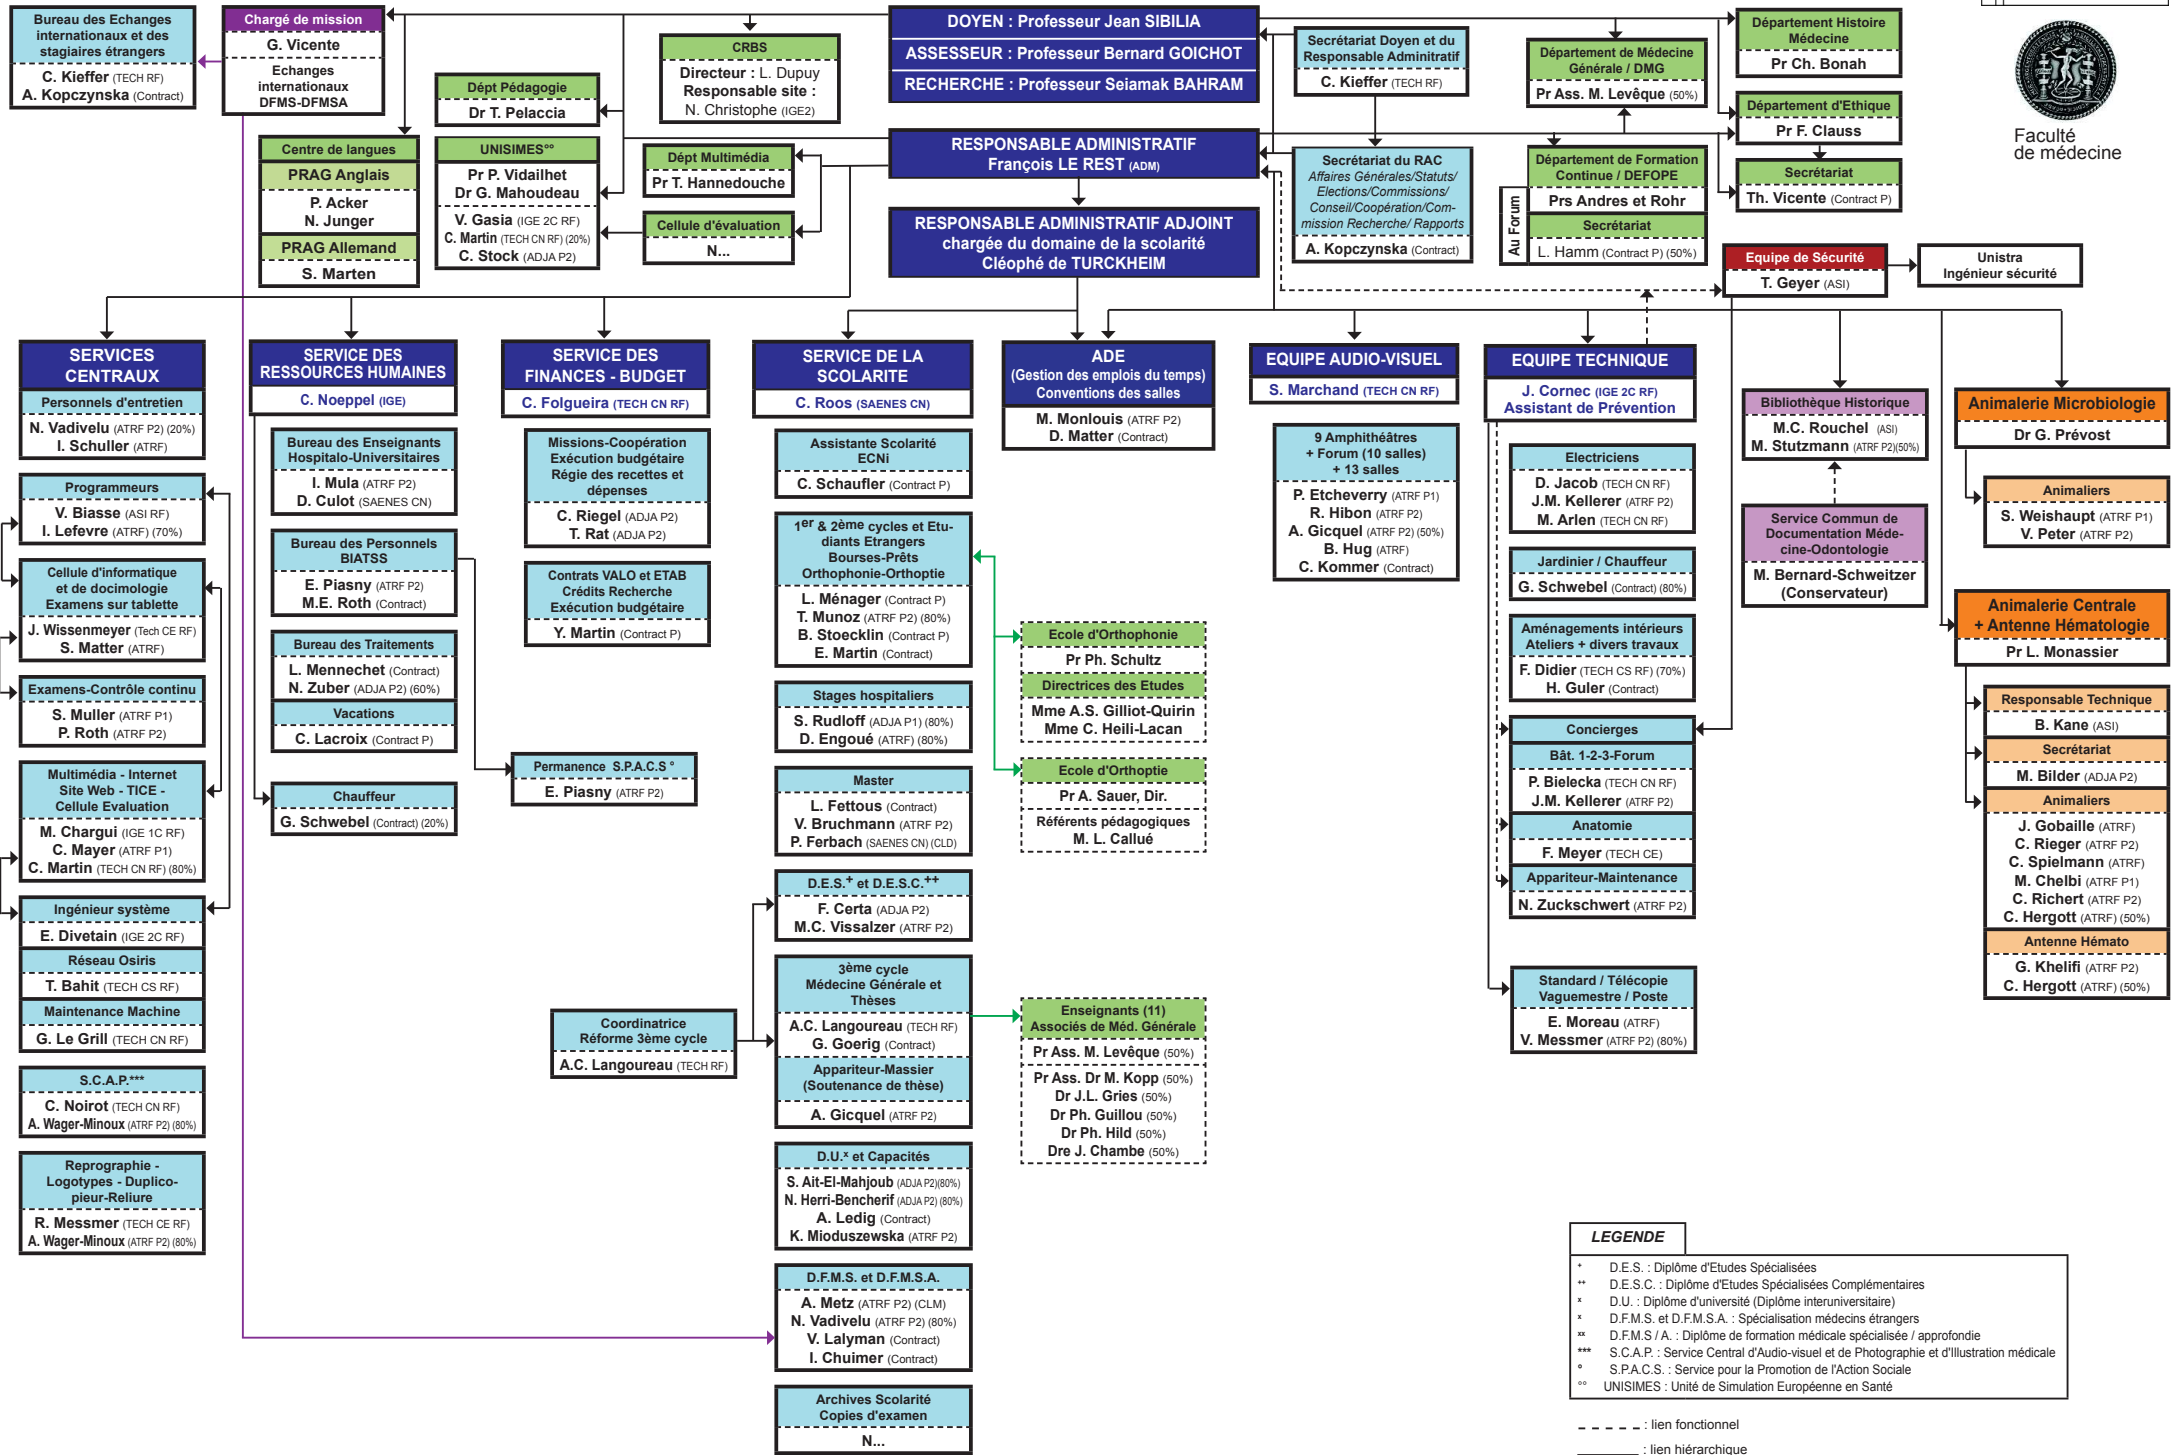 Bureau des Echanges
internationaux et des
stagiaires étrangers
C. Kieffer (TECH RF)
A. Kopczynska (Contract)
Chargé de mission
G. Vicente
Echanges
internationaux
DFMS-DFMSA
CRBS
Directeur : L. Dupuy
Responsable site :
N. Christophe (IGE2)
Dépt Pédagogie
Dr T. Pelaccia
DOYEN : Professeur Jean SIBILIA
ASSESSEUR : Professeur Bernard GOICHOT
RECHERCHE : Professeur Seiamak BAHRAM
Secrétariat Doyen et du
Responsable Adminitratif
C. Kieffer (TECH RF)
Département de Médecine
Générale / DMG
Pr Ass. M. Levêque (50%)
Département Histoire
Médecine
Pr Ch. Bonah
Département d'Ethique
Pr F. Clauss
Secrétariat
Th. Vicente (Contract P)
Faculté
de médecine
Centre de langues
PRAG Anglais
P. Acker
N. Junger
PRAG Allemand
S. Marten
UNISIMES°°
Pr P. Vidailhet
Dr G. Mahoudeau
V. Gasia (IGE 2C RF)
C. Martin (TECH CN RF) (20%)
C. Stock (ADJA P2)
Dépt Multimédia
Pr T. Hannedouche
Cellule d'évaluation
N...
RESPONSABLE ADMINISTRATIF
François LE REST (ADM)
RESPONSABLE ADMINISTRATIF ADJOINT
chargée du domaine de la scolarité
Cléophé de TURCKHEIM
Secrétariat du RAC
Affaires Générales/Statuts/
Elections/Commissions/
Conseil/Coopération/Com-
mission Recherche/ Rapports
A. Kopczynska (Contract)
Département de Formation
Continue / DEFOPE
Au Forum
Prs Andres et Rohr
Secrétariat
L. Hamm (Contract P) (50%)
Equipe de Sécurité
T. Geyer (ASI)
Unistra
Ingénieur sécurité
SERVICES
CENTRAUX
Personnels d'entretien
N. Vadivelu (ATRF P2) (20%)
I. Schuller (ATRF)
Programmeurs
V. Biasse (ASI RF)
I. Lefevre (ATRF) (70%)
Cellule d'informatique
et de docimologie
Examens sur tablette
J. Wissenmeyer (Tech CE RF)
S. Matter (ATRF)
Examens-Contrôle continu
S. Muller (ATRF P1)
P. Roth (ATRF P2)
Multimédia - Internet
Site Web - TICE -
Cellule Evaluation
M. Chargui (IGE 1C RF)
C. Mayer (ATRF P1)
C. Martin (TECH CN RF) (80%)
Ingénieur système
E. Divetain (IGE 2C RF)
Réseau Osiris
T. Bahit (TECH CS RF)
Maintenance Machine
G. Le Grill (TECH CN RF)
S.C.A.P.***
C. Noirot (TECH CN RF)
A. Wager-Minoux (ATRF P2) (80%)
Reprographie -
Logotypes - Duplico-
pieur-Reliure
R. Messmer (TECH CE RF)
A. Wager-Minoux (ATRF P2) (80%)
SERVICE DES
RESSOURCES HUMAINES
C. Noeppel (IGE)
Bureau des Enseignants
Hospitalo-Universitaires
I. Mula (ATRF P2)
D. Culot (SAENES CN)
Bureau des Personnels
BIATSS
E. Piasny (ATRF P2)
M.E. Roth (Contract)
Bureau des Traitements
L. Mennechet (Contract)
N. Zuber (ADJA P2) (60%)
Vacations
C. Lacroix (Contract P)
Chauffeur
G. Schwebel (Contract) (20%)
SERVICE DES
FINANCES - BUDGET
C. Folgueira (TECH CN RF)
Missions-Coopération
Exécution budgétaire
Régie des recettes et
dépenses
C. Riegel (ADJA P2)
T. Rat (ADJA P2)
Contrats VALO et ETAB
Crédits Recherche
Exécution budgétaire
Y. Martin (Contract P)
Permanence S.P.A.C.S °
E. Piasny (ATRF P2)
Coordinatrice
Réforme 3ème cycle
A.C. Langoureau (TECH RF)
SERVICE DE LA
SCOLARITE
C. Roos (SAENES CN)
Assistante Scolarité
ECNi
C. Schaufler (Contract P)
1er & 2ème cycles et Etu-
diants Etrangers
Bourses-Prêts
Orthophonie-Orthoptie
L. Ménager (Contract P)
T. Munoz (ATRF P2) (80%)
B. Stoecklin (Contract P)
E. Martin (Contract)
Stages hospitaliers
S. Rudloff (ADJA P1) (80%)
D. Engoué (ATRF) (80%)
Master
L. Fettous (Contract)
V. Bruchmann (ATRF P2)
P. Ferbach (SAENES CN) (CLD)
D.E.S.+ et D.E.S.C.++
F. Certa (ADJA P2)
M.C. Vissalzer (ATRF P2)
3ème cycle
Médecine Générale et
Thèses
A.C. Langoureau (TECH RF)
G. Goerig (Contract)
Appariteur-Massier
(Soutenance de thèse)
A. Gicquel (ATRF P2)
D.U.x et Capacités
S. Ait-El-Mahjoub (ADJA P2)(80%)
N. Herri-Bencherif (ADJA P2) (80%)
A. Ledig (Contract)
K. Mioduszewska (ATRF P2)
D.F.M.S. et D.F.M.S.A.
A. Metz (ATRF P2) (CLM)
N. Vadivelu (ATRF P2) (80%)
V. Lalyman (Contract)
I. Chuimer (Contract)
Archives Scolarité
Copies d'examen
N...
ADE
(Gestion des emplois du temps)
Conventions des salles
M. Monlouis (ATRF P2)
D. Matter (Contract)
Ecole d'Orthophonie
Pr Ph. Schultz
Directrices des Etudes
Mme A.S. Gilliot-Quirin
Mme C. Heili-Lacan
Ecole d'Orthoptie
Pr A. Sauer, Dir.
Référents pédagogiques
M. L. Callué
Enseignants (11)
Associés de Méd. Générale
Pr Ass. M. Levêque (50%)
Pr Ass. Dr M. Kopp (50%)
Dr J.L. Gries (50%)
Dr Ph. Guillou (50%)
Dr Ph. Hild (50%)
Dre J. Chambe (50%)
EQUIPE AUDIO-VISUEL
S. Marchand (TECH CN RF)
9 Amphithéâtres
+ Forum (10 salles)
+ 13 salles
P. Etcheverry (ATRF P1)
R. Hibon (ATRF P2)
A. Gicquel (ATRF P2) (50%)
B. Hug (ATRF)
C. Kommer (Contract)
EQUIPE TECHNIQUE
J. Cornec (IGE 2C RF)
Assistant de Prévention
Electriciens
D. Jacob (TECH CN RF)
J.M. Kellerer (ATRF P2)
M. Arlen (TECH CN RF)
Jardinier / Chauffeur
G. Schwebel (Contract) (80%)
Aménagements intérieurs
Ateliers + divers travaux
F. Didier (TECH CS RF) (70%)
H. Guler (Contract)
Concierges
Bât. 1-2-3-Forum
P. Bielecka (TECH CN RF)
J.M. Kellerer (ATRF P2)
Anatomie
F. Meyer (TECH CE)
Appariteur-Maintenance
N. Zuckschwert (ATRF P2)
Standard / Télécopie
Vaguemestre / Poste
E. Moreau (ATRF)
V. Messmer (ATRF P2) (80%)
Bibliothèque Historique
M.C. Rouchel (ASI)
M. Stutzmann (ATRF P2)(50%)
Service Commun de
Documentation Méde-
cine-Odontologie
M. Bernard-Schweitzer
(Conservateur)
Animalerie Microbiologie
Dr G. Prévost
Animaliers
S. Weishaupt (ATRF P1)
V. Peter (ATRF P2)
Animalerie Centrale
+ Antenne Hématologie
Pr L. Monassier
Responsable Technique
B. Kane (ASI)
Secrétariat
M. Bilder (ADJA P2)
Animaliers
J. Gobaille (ATRF)
C. Rieger (ATRF P2)
C. Spielmann (ATRF)
M. Chelbi (ATRF P1)
C. Richert (ATRF P2)
C. Hergott (ATRF) (50%)
Antenne Hémato
G. Khelifi (ATRF P2)
C. Hergott (ATRF) (50%)
LEGENDE
+ D.E.S. : Diplôme d'Etudes Spécialisées
++ D.E.S.C. : Diplôme d'Etudes Spécialisées Complémentaires
x D.U. : Diplôme d'université (Diplôme interuniversitaire)
x D.F.M.S. et D.F.M.S.A. : Spécialisation médecins étrangers
xx D.F.M.S / A. : Diplôme de formation médicale spécialisée / approfondie
*** S.C.A.P. : Service Central d'Audio-visuel et de Photographie et d'Illustration médicale
° S.P.A.C.S. : Service pour la Promotion de l'Action Sociale
°° UNISIMES : Unité de Simulation Européenne en Santé
: lien fonctionnel
: lien hiérarchique